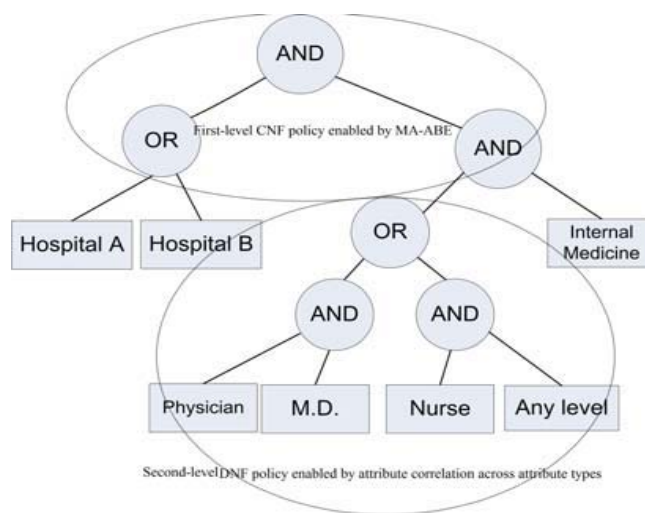 AND
First-level CNF policy enabled by MA-ABE
OR
AND
Hospital A
Hospital B
OR
Internal
Medicine
AND
AND
Physician
M.D.
Nurse
Any level
Second-level DNF policy enabled by attribute correlation across attribute types